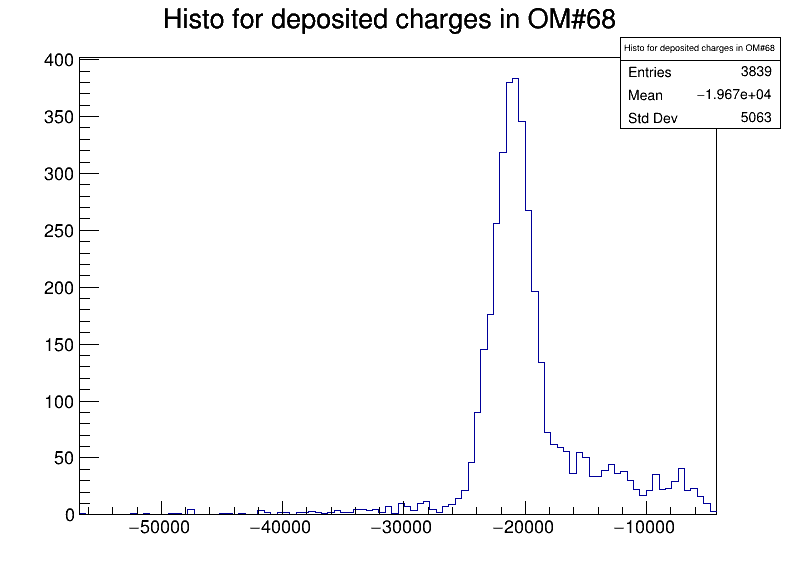 Histo for deposited charges in OM#68
Histo for deposited charges in OM#68
Entries 3839
Mean −1.967e+04
Std Dev 5063
400
350
300
250
200
150
100
50
0
−50000 −40000 −30000 −20000 −10000